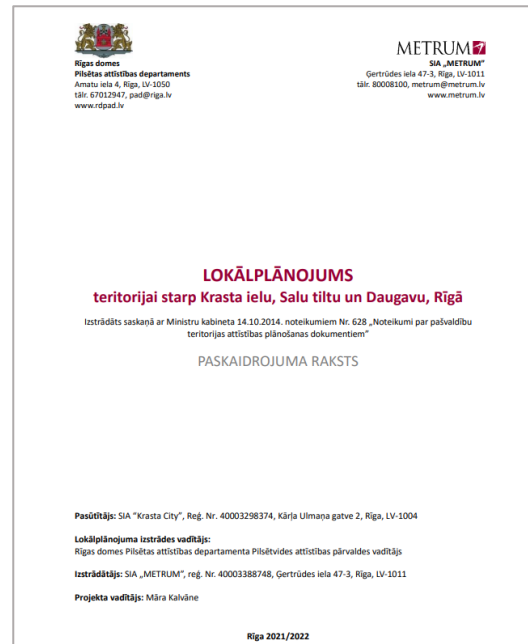 Rīgas domes
Pilsētas attīstības departaments
Amatu iela 4, Rīga, LV-1050
tālr. 67012947, pad@riga.lv
www.rdpad.lv
METRUM
SIA „METRUM”
Ģertrūdes iela 47-3, Rīga, LV-1011
tālr. 80008100, metrum@metrum.lv
www.metrum.lv
LOKĀLPLĀNOJUMS
teritorijai starp Krasta ielu, Salu tiltu un Daugavu, Rīgā
Izstrādāts saskaņā ar Ministru kabineta 14.10.2014. noteikumiem Nr. 628 „Noteikumi par pašvaldību
teritorijas attīstības plānošanas dokumentiem”
PASKAIDROJUMA RAKSTS
Pasūtītājs: SIA “Krasta City”, Reģ. Nr. 40003298374, Kārļa Ulmaņa gatve 2, Rīga, LV-1004
Lokālplānojuma izstrādes vadītājs:
Rīgas domes Pilsētas attīstības departamenta Pilsētvides attīstības pārvaldes vadītājs
Izstrādātājs: SIA „METRUM”, reģ. Nr. 40003388748, Ģertrūdes iela 47-3, Rīga, LV-1011
Projekta vadītājs: Māra Kalvāne
Rīga 2021/2022